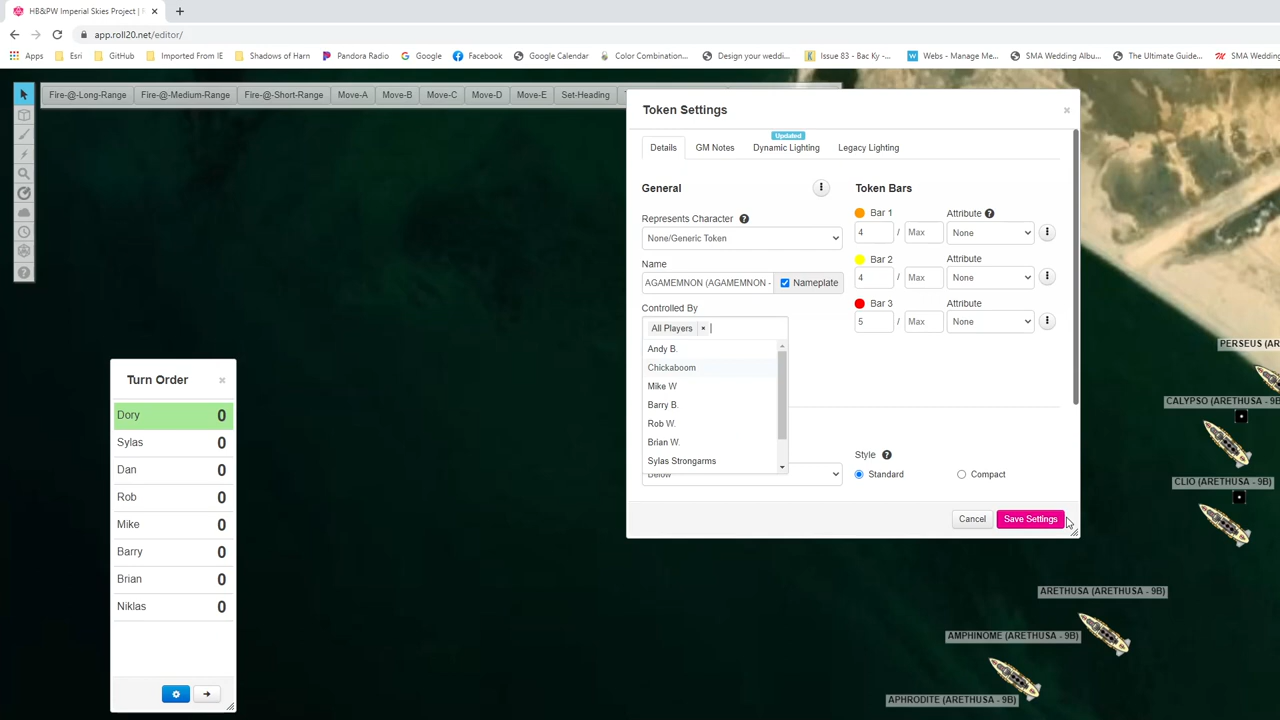 HB&PW Imperial Skies Project |
app.roll20.net/editor/
Apps Esri GitHub Imported From IE Shadows of Harn Pandora Radio Google Facebook Google Calendar Color Combination... Design your weddi... Issue 83 - Bac Ky -... Webs - Manage Me... SMA Wedding Albu... The Ultimate Guide... SMA Wedding
Fire-@-Long-Range Fire-@-Medium-Range Fire-@-Short-Range Move-A Move-B Move-C Move-D Move-E Set-Heading
Token Settings ×
Updated
Details GM Notes Dynamic Lighting Legacy Lighting
General Token Bars
Bar 1 Attribute
Represents Character
4 / Max None
None/Generic Token
Bar 2 Attribute
Name
4 / Max None
AGAMEMNON (AGAMEMNON - Nameplate
Bar 3 Attribute
Controlled By
5 / Max None
All Players ×
Andy B.
Chickaboom
Mike W
Barry B.
Rob W.
Brian W.
Sylas Strongarms
Style
Below
Standard Compact
Cancel Save Settings
Turn Order ×
Dory 0
Sylas 0
Dan 0
Rob 0
Mike 0
Barry 0
Brian 0
Niklas 0
PERSEUS (AR
CALYPSO (ARETHUSA - 9B
CLIO (ARETHUSA - 9B)
ARETHUSA (ARETHUSA - 9B)
AMPHINOME (ARETHUSA - 9B)
APHRODITE (ARETHUSA - 9B)